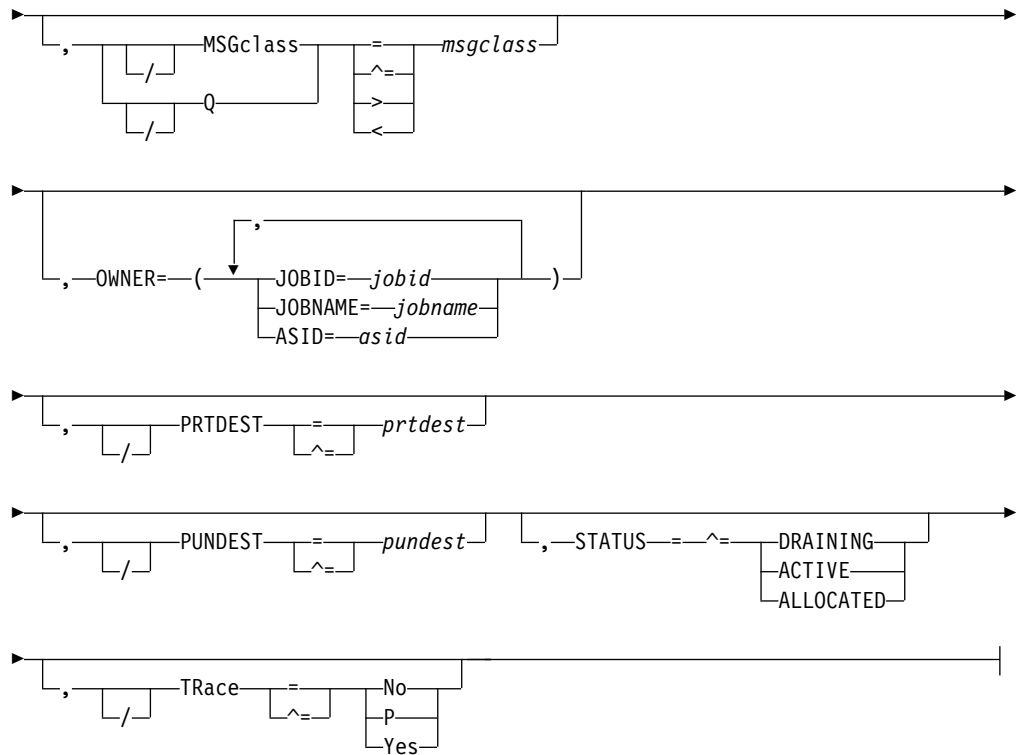 , / MSGclass = msgclass
^=
/ Q >
<
,
, OWNER= ( JOBID= jobid )
JOBNAME= jobname
ASID= asid
, / PRTDEST = prtdest
^=
, / PUNDEST = pundest , STATUS = ^= DRAINING
^= ACTIVE
ALLOCATED
, / TRace = No
^= P
Yes